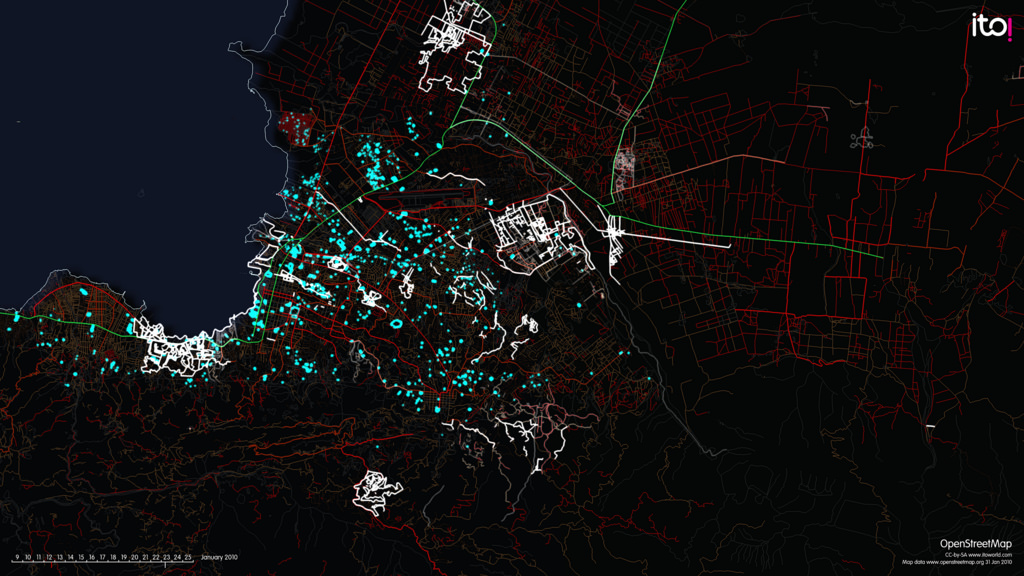 ito!
9 10 11 12 13 14 15 16 17 18 19 20 21 22 23 24 25 January 2010
OpenStreetMap
CC-by-SA www.itoworld.com
Map data www.openstreetmap.org 31 Jan 2010